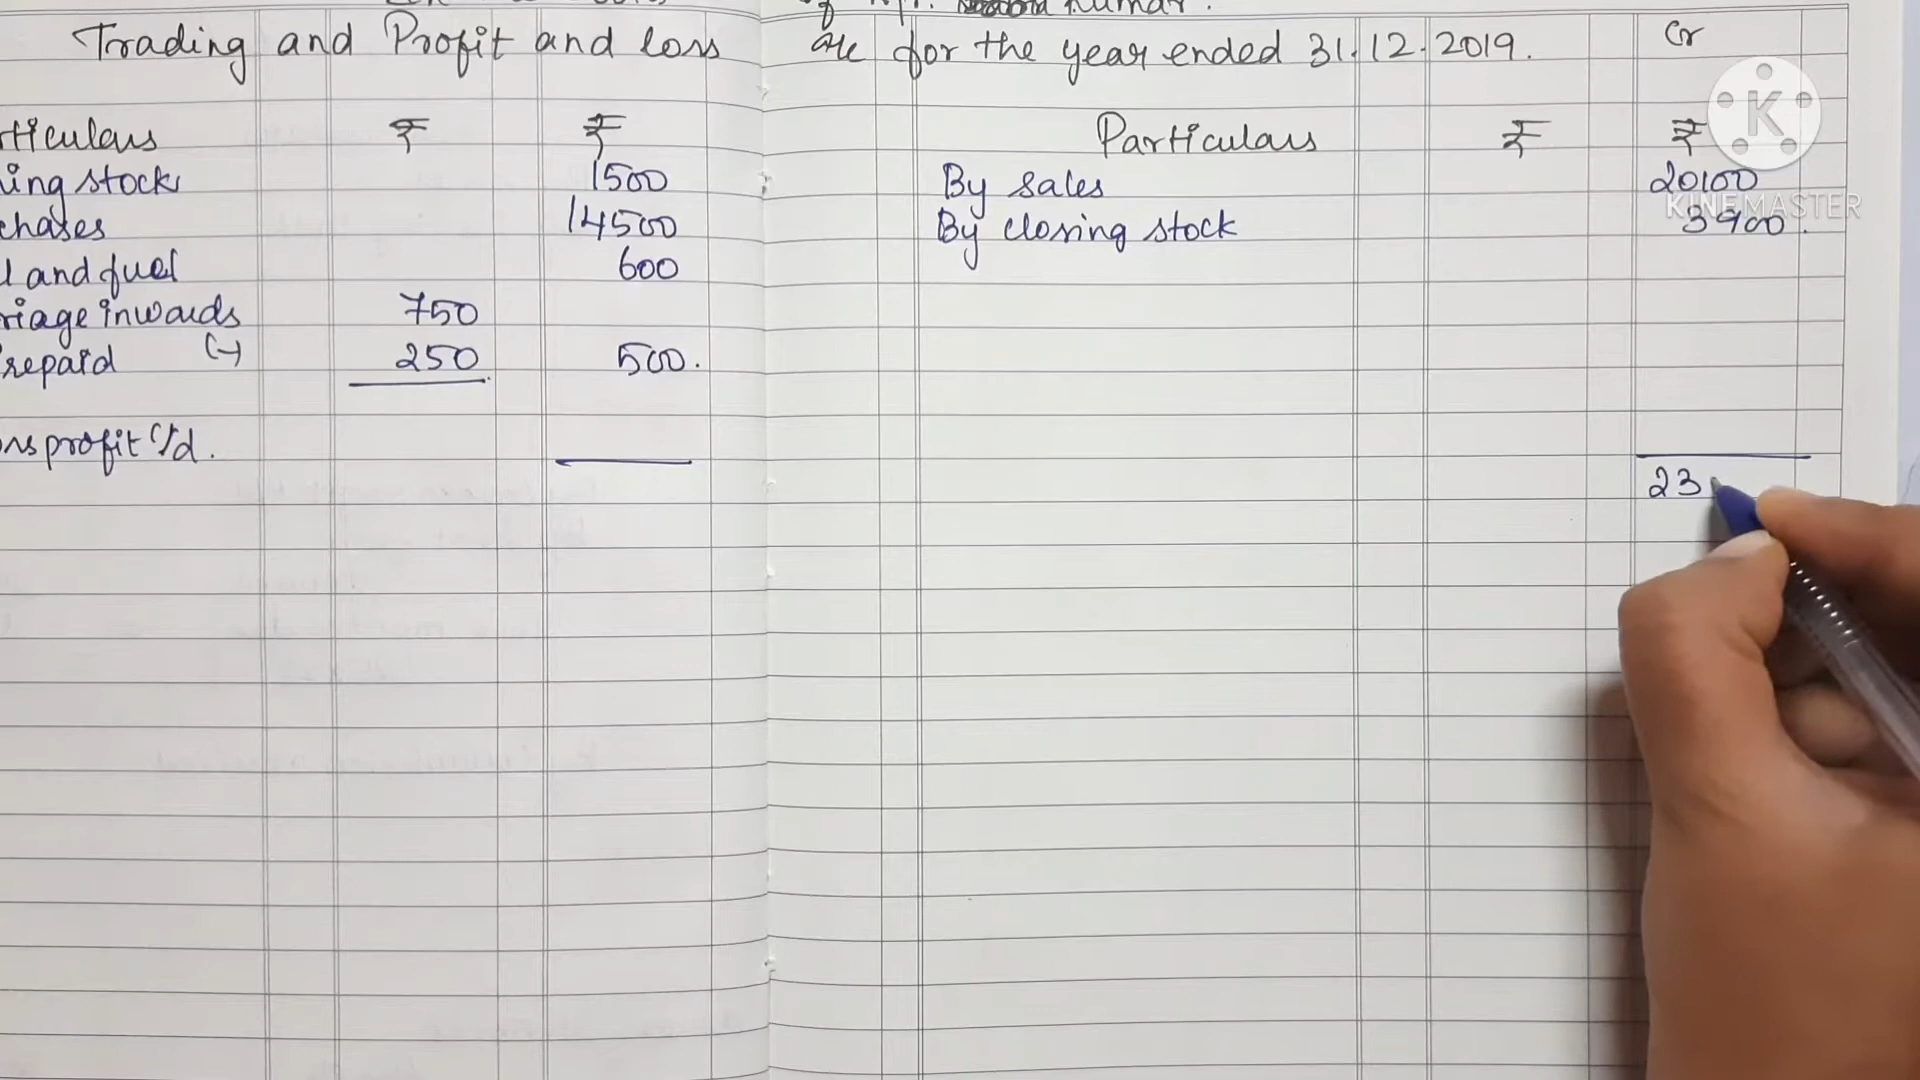 Kumar.
Trading and Profit and loss a/c for the year ended 31.12.2019. Cr
ticulars ₹ ₹ Particulars ₹ ₹
ing stock 1500 By sales 20100
chases 14500 By closing stock 3900.
l and fuel 600
riage inwards 750
repaid (-) 250 500.
profit c/d.
23
K
KINEMASTER